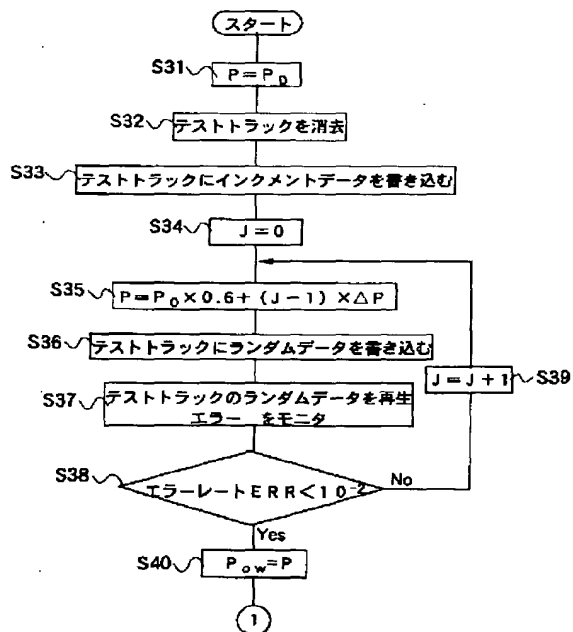 スタート
S31
P=P₀
S32
テストトラックを消去
S33
テストトラックにインクメントデータを書き込む
S34
J=0
S35
P=P₀×0.6+(J-1)×△P
S36
テストトラックにランダムデータを書き込む
S37
テストトラックのランダムデータを再生
エラー をモニタ
J=J+1
S39
S38
エラーレートERR<10⁻²
No
Yes
S40
Pow=P
1